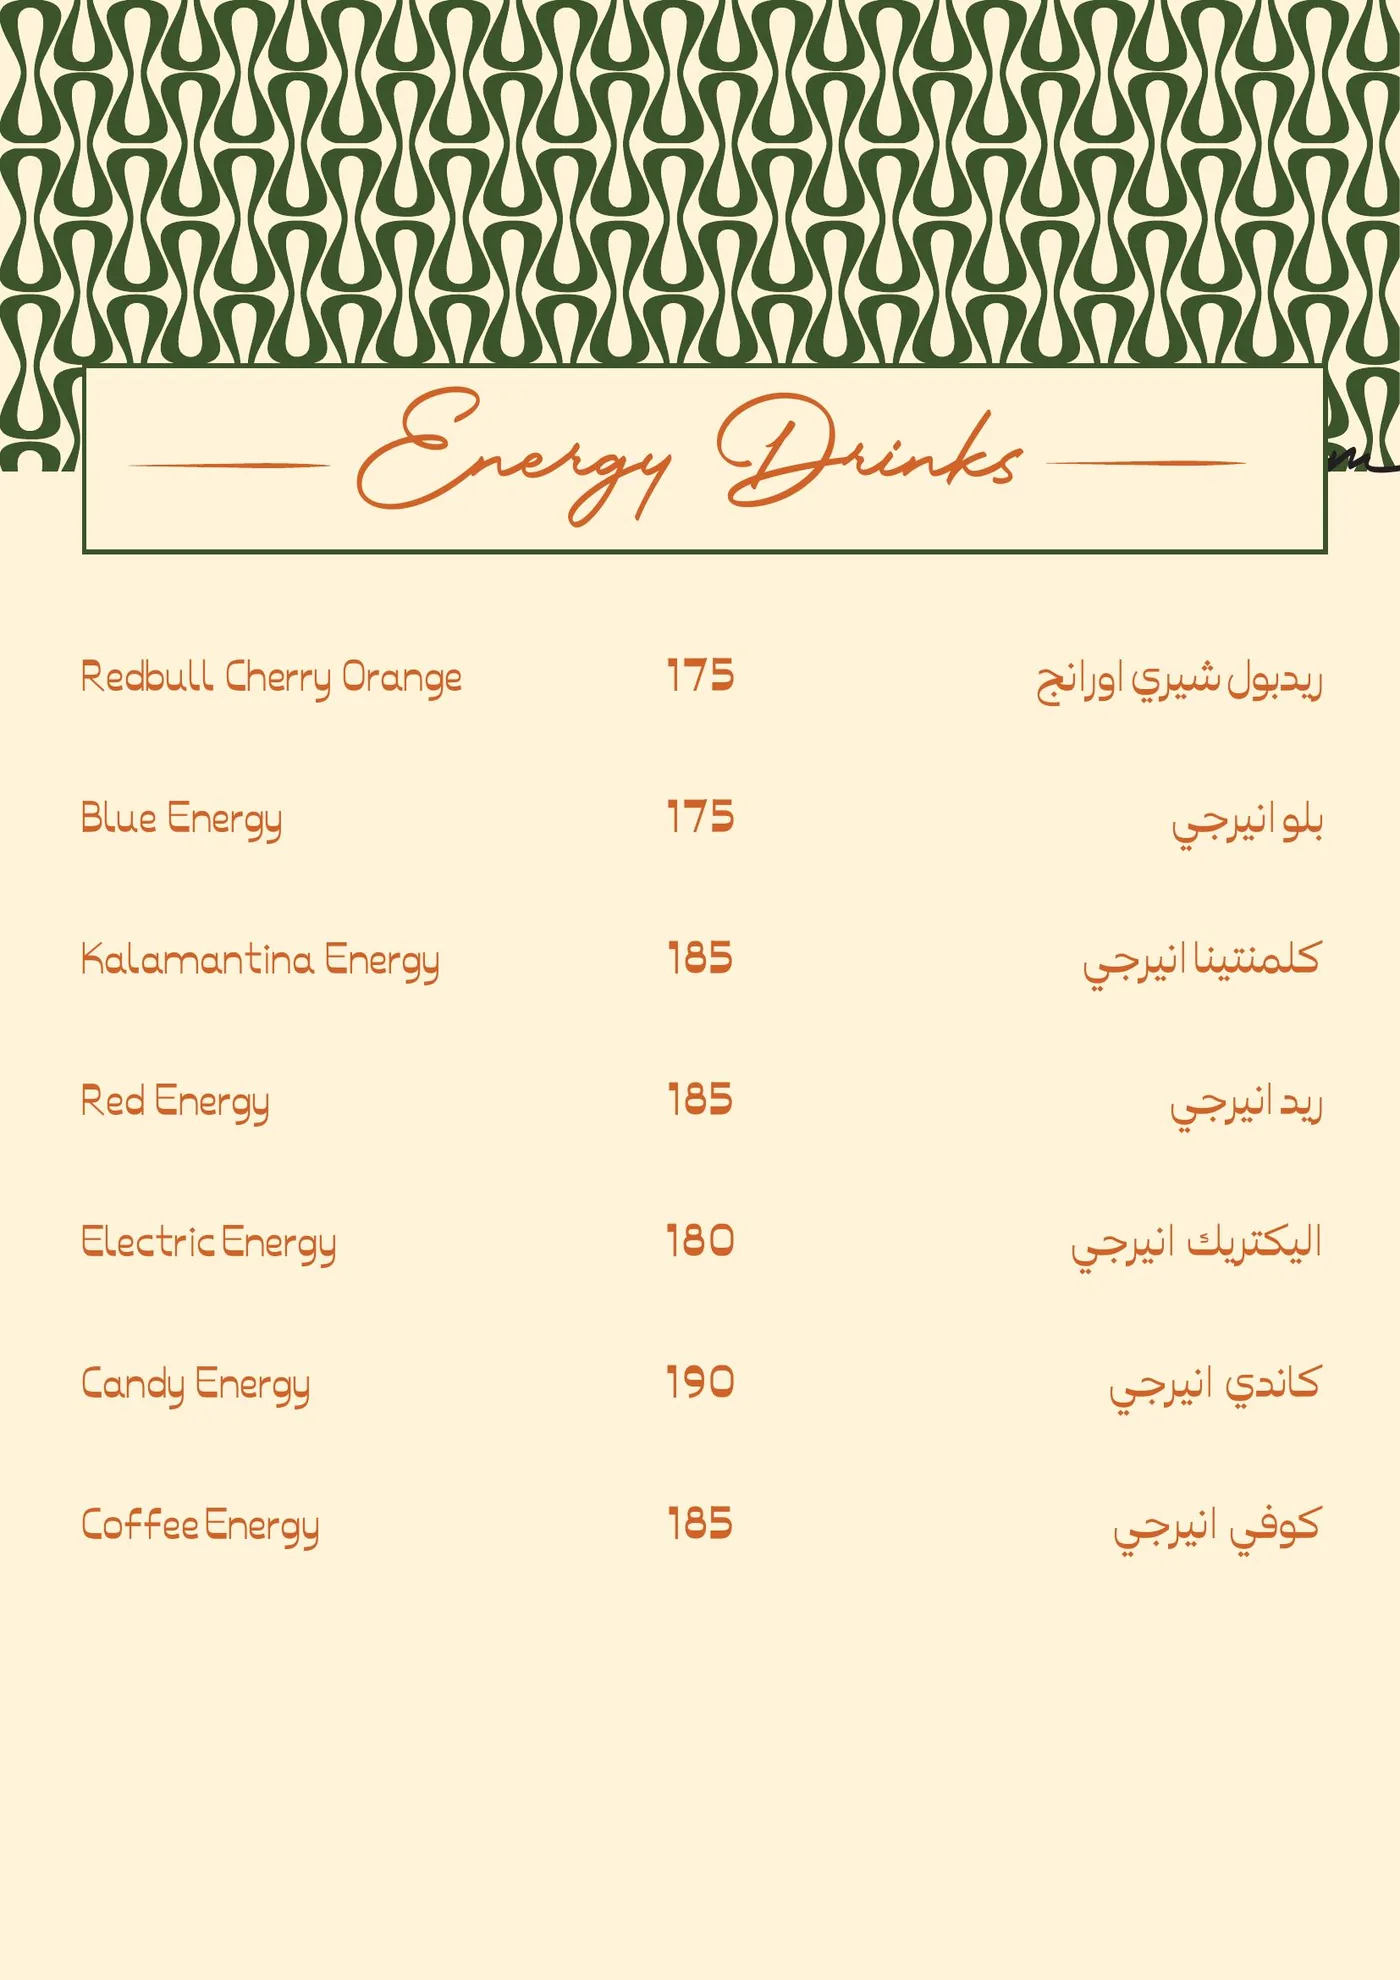 Energy Drinks
Redbull Cherry Orange 175 ريدبول شيري اورانج
Blue Energy 175 بلو انيرجي
Kalamantina Energy 185 كلمنتينا انيرجي
Red Energy 185 ريد انيرجي
Electric Energy 180 اليكتريك انيرجي
Candy Energy 190 كاندي انيرجي
Coffee Energy 185 كوفي انيرجي